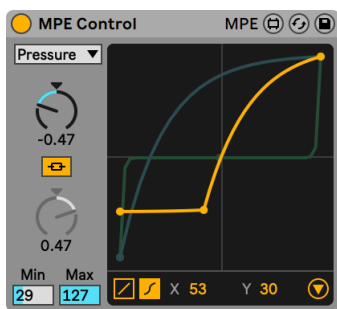 MPE Control MPE
Pressure
-0.47
0.47
Min Max
29 127
X 53 Y 30